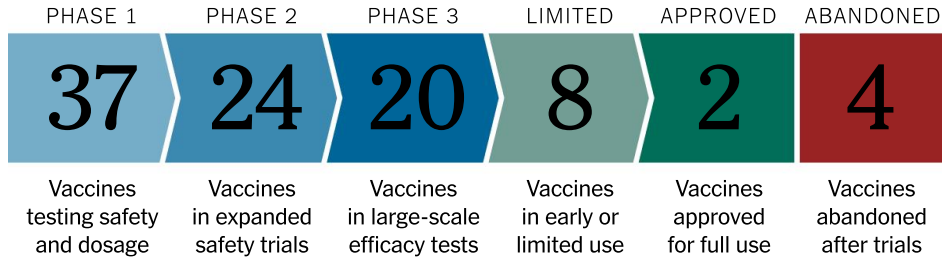 PHASE 1 PHASE 2 PHASE 3 LIMITED APPROVED ABANDONED
37 24 20 8 2 4
Vaccines Vaccines Vaccines Vaccines Vaccines Vaccines
testing safety in expanded in large-scale in early or approved abandoned
and dosage safety trials efficacy tests limited use for full use after trials